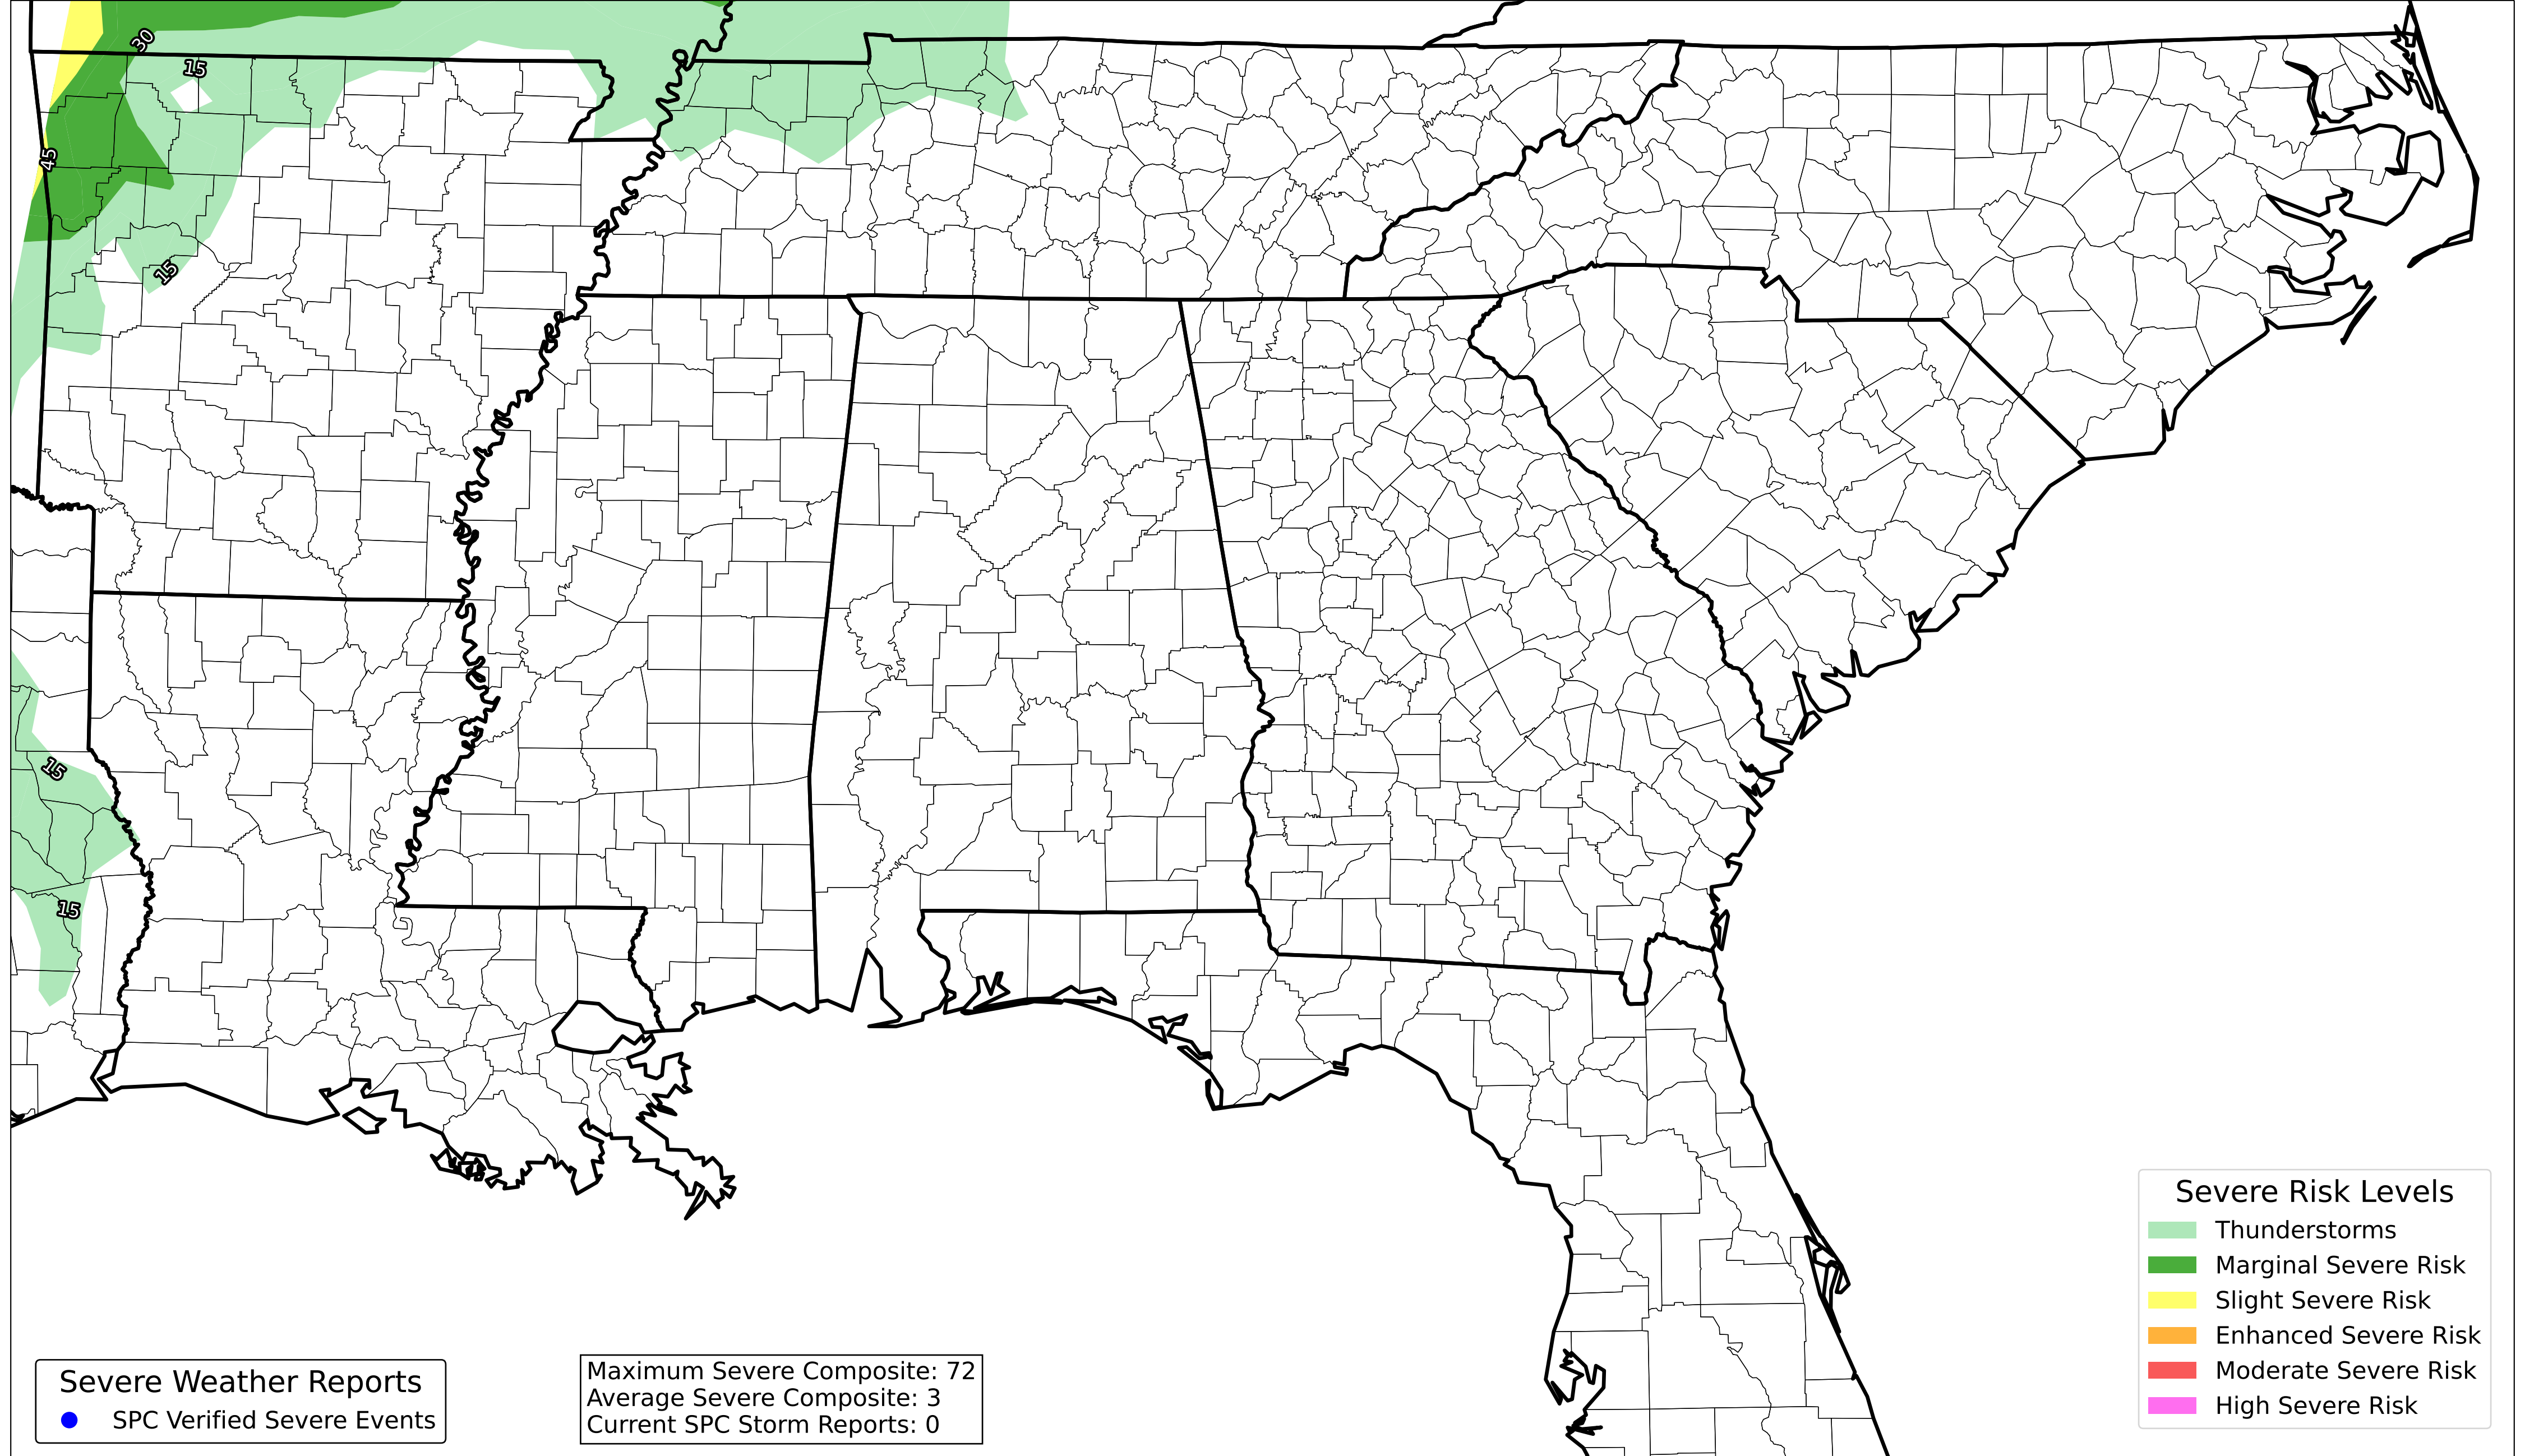 30
15
45
15
15
15
Severe Risk Levels
Thunderstorms
Marginal Severe Risk
Slight Severe Risk
Enhanced Severe Risk
Moderate Severe Risk
High Severe Risk
Severe Weather Reports
SPC Verified Severe Events
Maximum Severe Composite: 72
Average Severe Composite: 3
Current SPC Storm Reports: 0